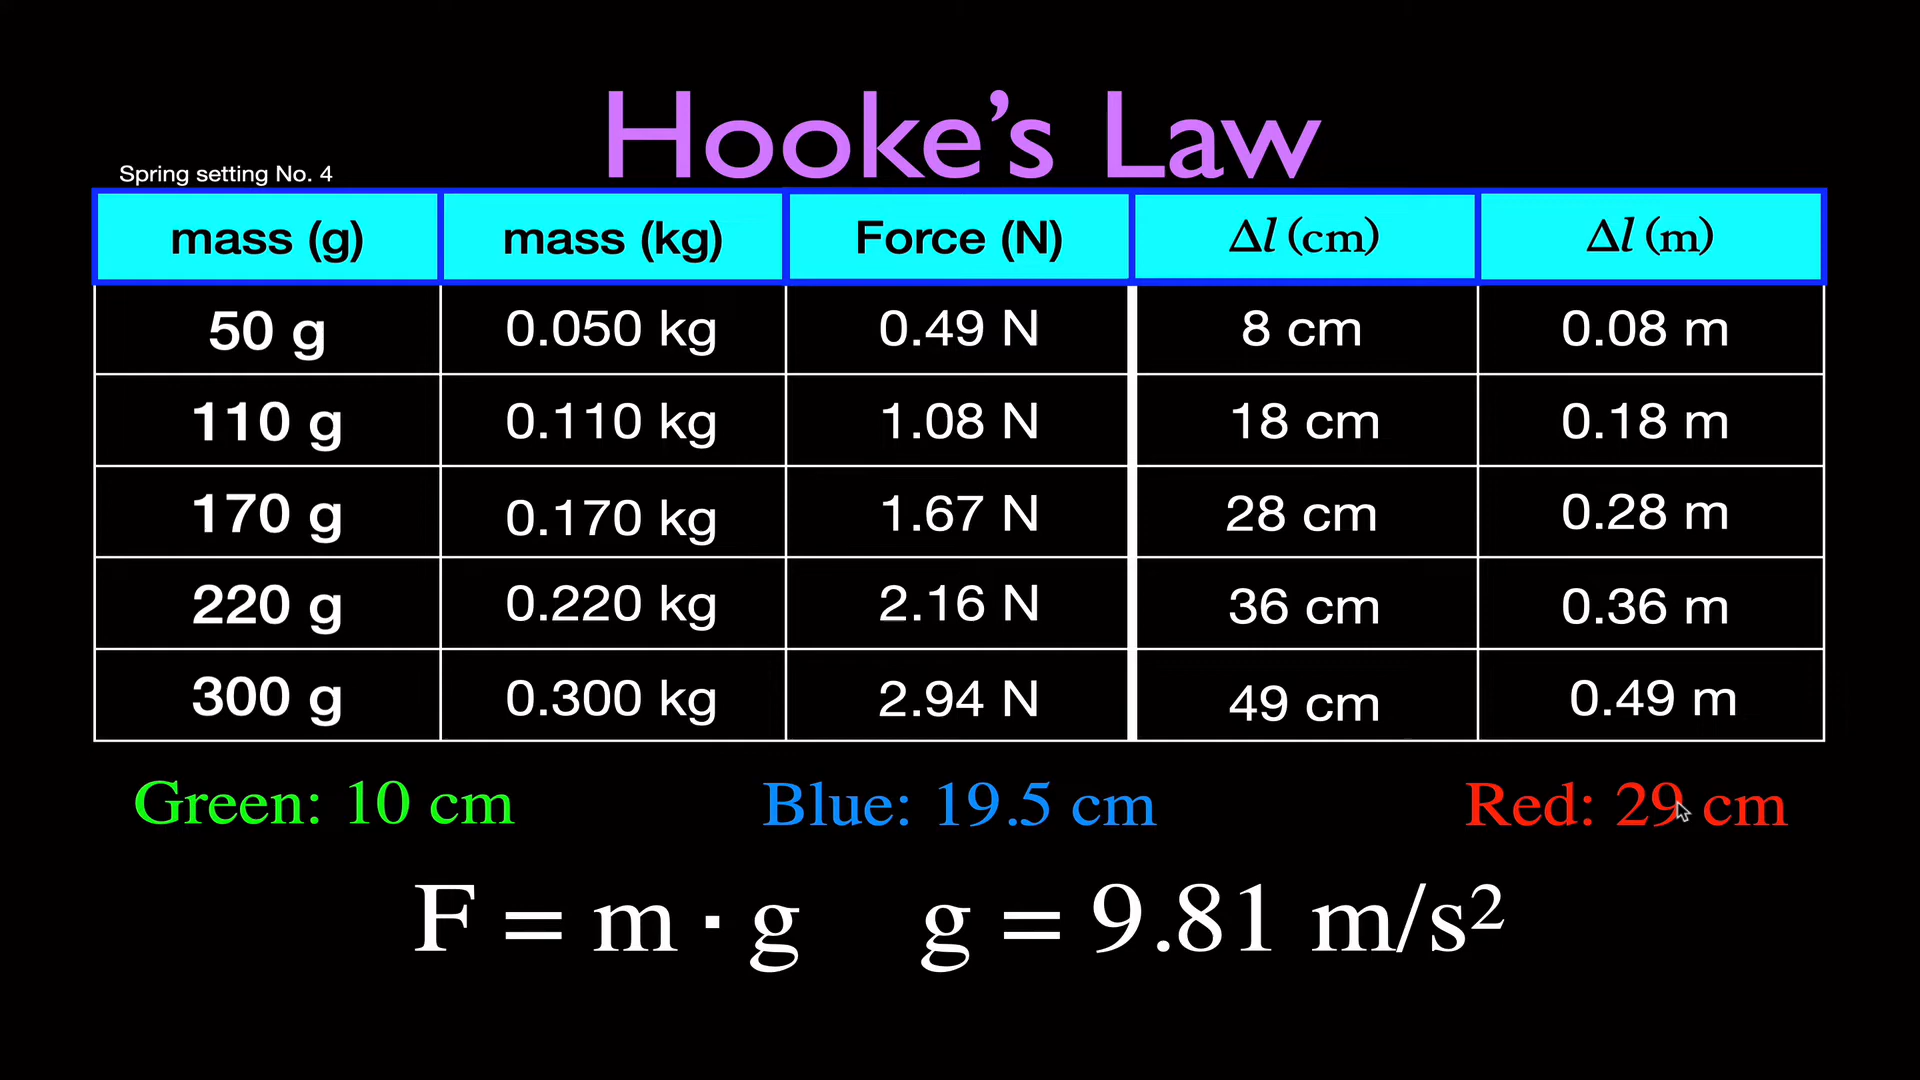 Hooke’s Law
Spring setting No. 4
mass (g) mass (kg) Force (N) Δl (cm) Δl (m)
50 g 0.050 kg 0.49 N 8 cm 0.08 m
110 g 0.110 kg 1.08 N 18 cm 0.18 m
170 g 0.170 kg 1.67 N 28 cm 0.28 m
220 g 0.220 kg 2.16 N 36 cm 0.36 m
300 g 0.300 kg 2.94 N 49 cm 0.49 m
Green: 10 cm Blue: 19.5 cm Red: 29 cm
F = m · g g = 9.81 m/s²